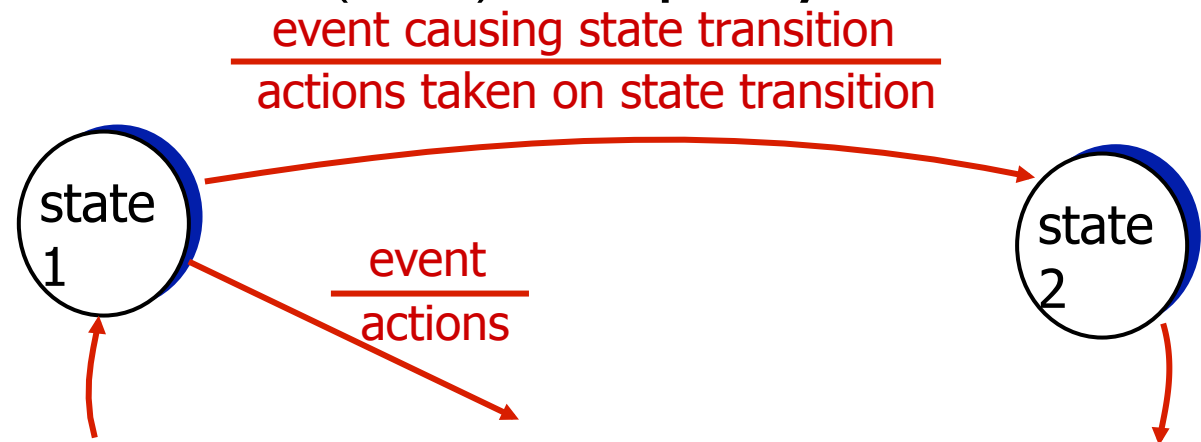 event causing state transition
actions taken on state transition
state
1
state
2
event
actions